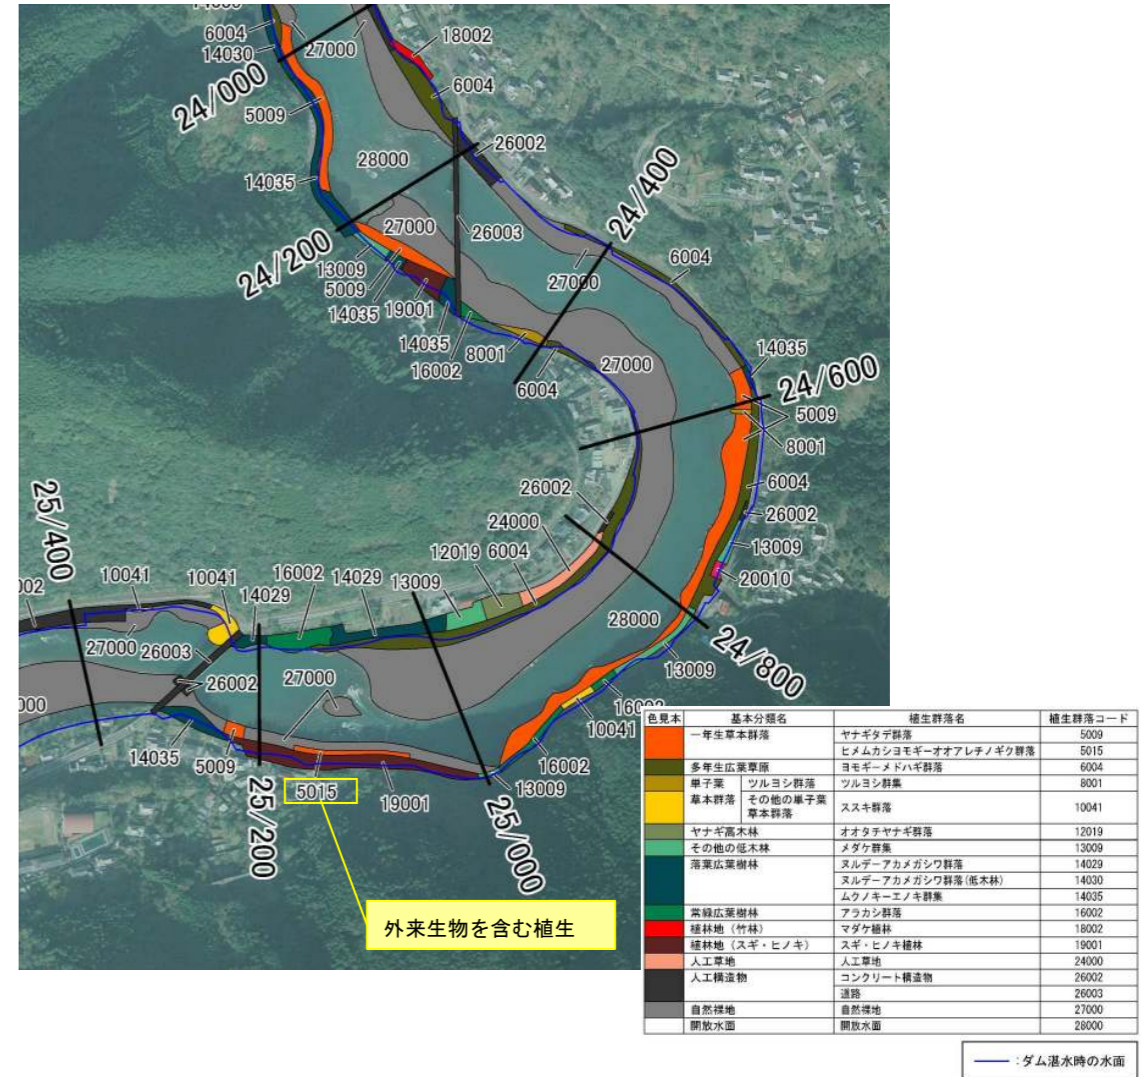 14030
6004
14030
27000
18002
6004
24/000
5009
26002
28000
14035
24/400
27000
26003
6004
24/200
13009
5009
14035
19001
27000
14035
8001
16002
6004
27000
14035
24/600
5009
8001
6004
26002
26002
24000
13009
20010
12019
6004
25/400
10041
10041
16002
14029
13009
002
14029
28000
27000
26003
24/800
13009
26002
27000
000
16002
10041
14035
5009
16002
25/200
5015
19001
13009
25/000
外来生物を含む植生
色見本 基本分類名 植生群落名 植生群落コード
一年生草本群落 ヤナギタデ群落 5009
ヒメムカシヨモギーオオアレチノギク群落 5015
多年生広葉草原 ヨモギーメドハギ群落 6004
単子葉 ツルヨシ群落 ツルヨシ群集 8001
草本群落 その他の単子葉 ススキ群落 10041
草本群落
ヤナギ高木林 オオタチヤナギ群落 12019
その他の低木林 メダケ群集 13009
落葉広葉樹林 ヌルデーアカメガシワ群落 14029
ヌルデーアカメガシワ群落(低木林) 14030
ムクノキーエノキ群集 14035
常緑広葉樹林 アラカシ群落 16002
植林地(竹林) マダケ植林 18002
植林地(スギ・ヒノキ) スギ・ヒノキ植林 19001
人工草地 人工草地 24000
人工構造物 コンクリート構造物 26002
道路 26003
自然裸地 自然裸地 27000
開放水面 開放水面 28000
:ダム湛水時の水面